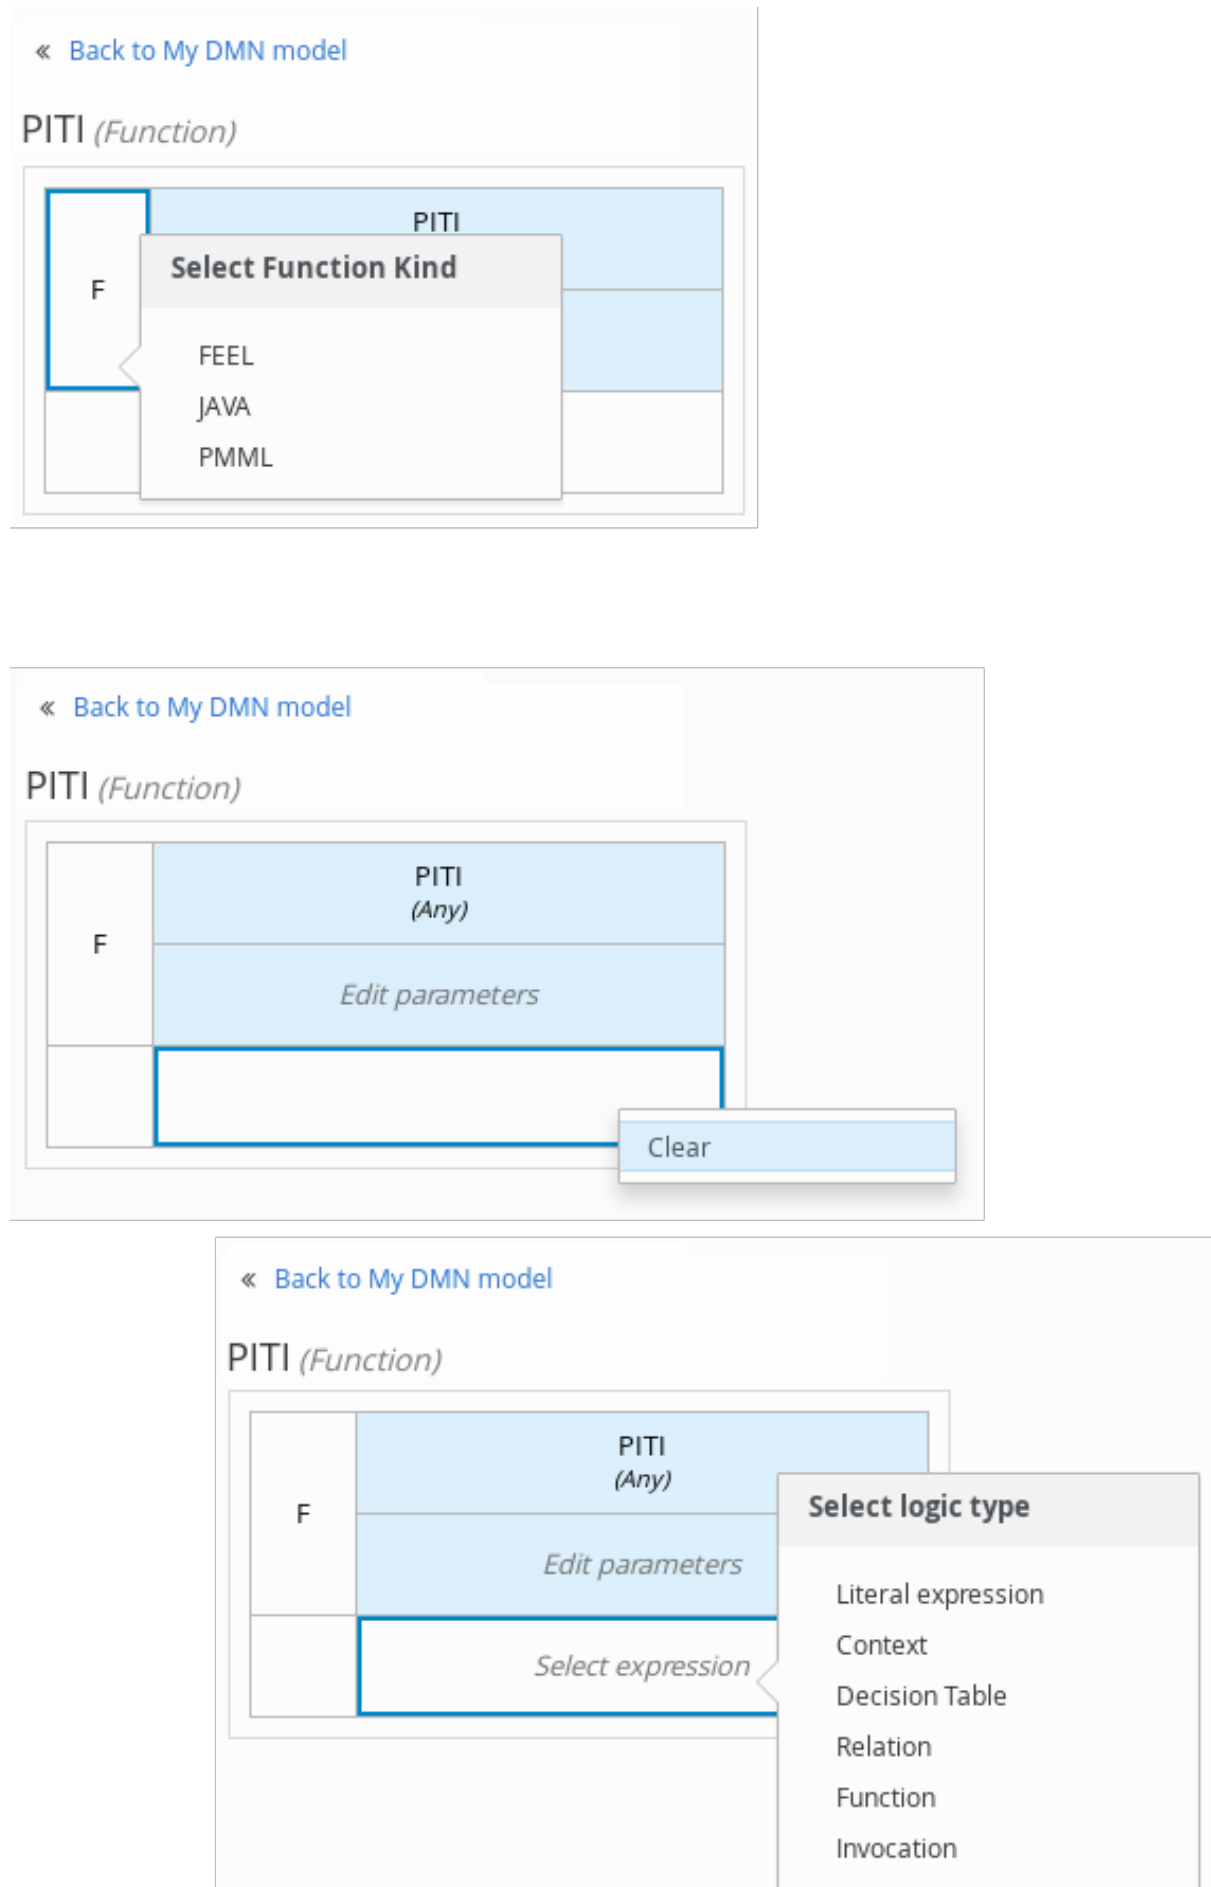 « Back to My DMN model
PITI (Function)
PITI
F
Select Function Kind
FEEL
JAVA
PMML
« Back to My DMN model
PITI (Function)
PITI
(Any)
F
Edit parameters
Clear
« Back to My DMN model
PITI (Function)
PITI
(Any)
F
Edit parameters
Select expression
Select logic type
Literal expression
Context
Decision Table
Relation
Function
Invocation